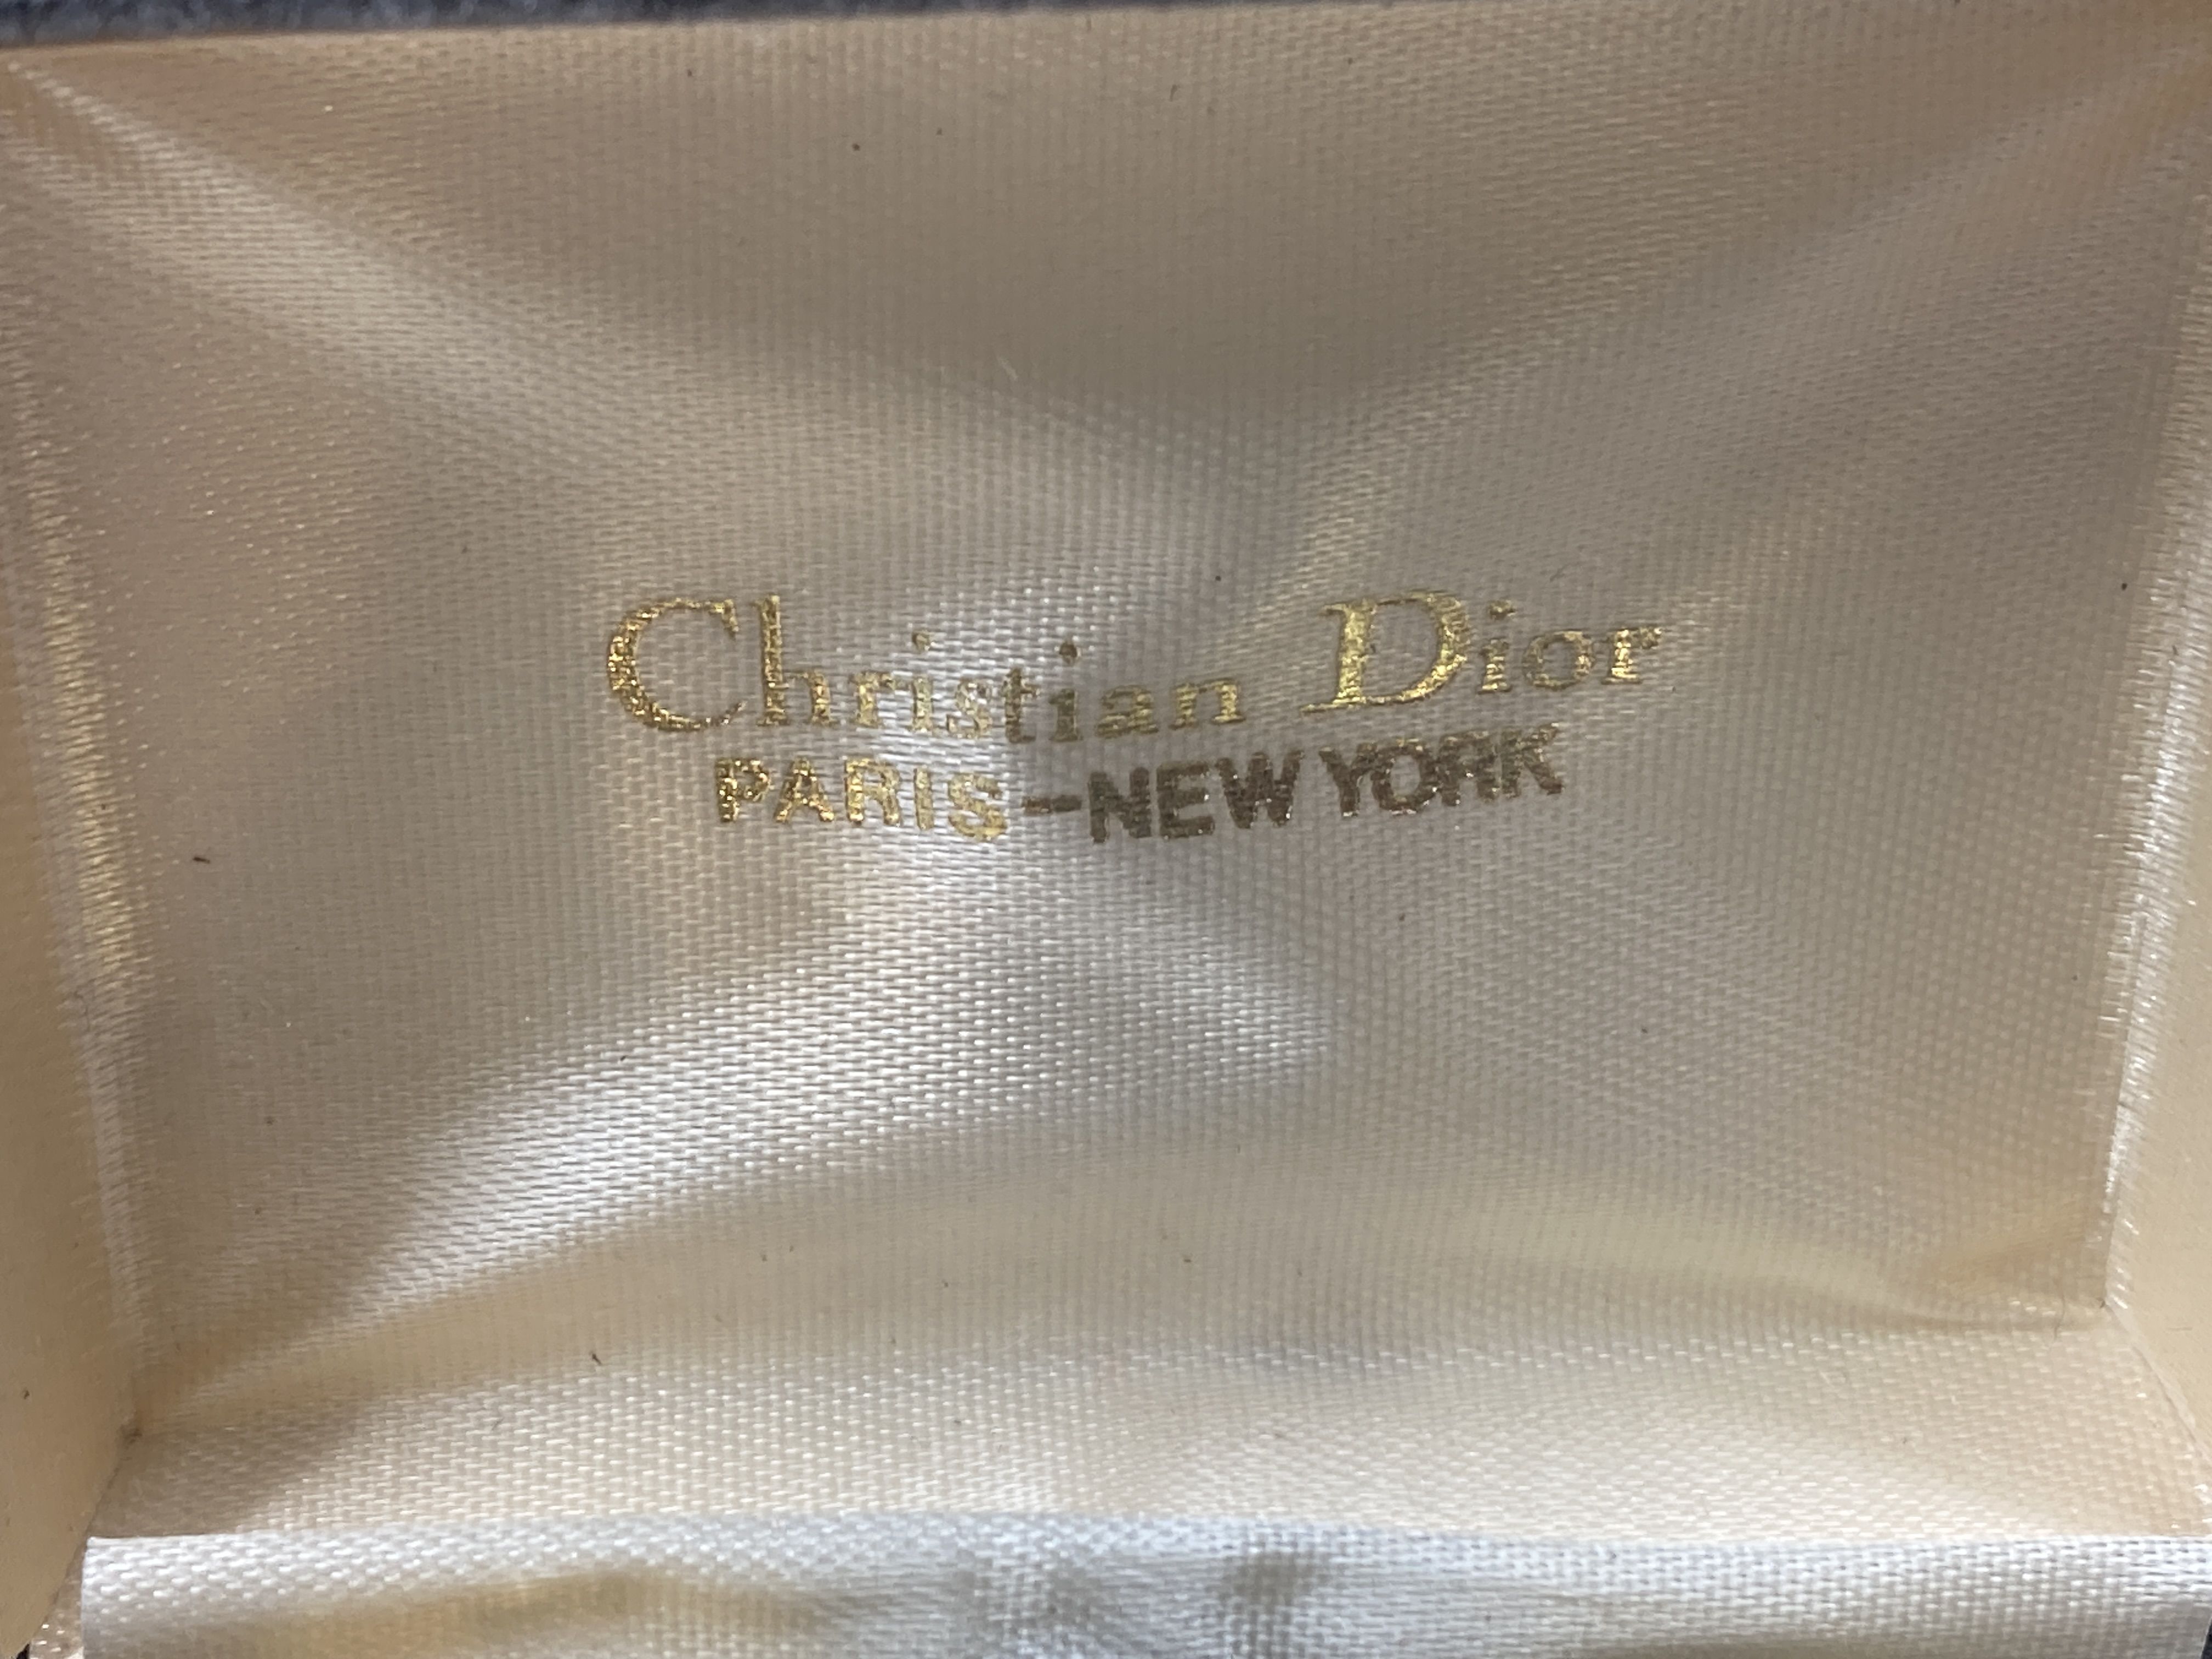 Christian Dior
PARIS-NEW YORK